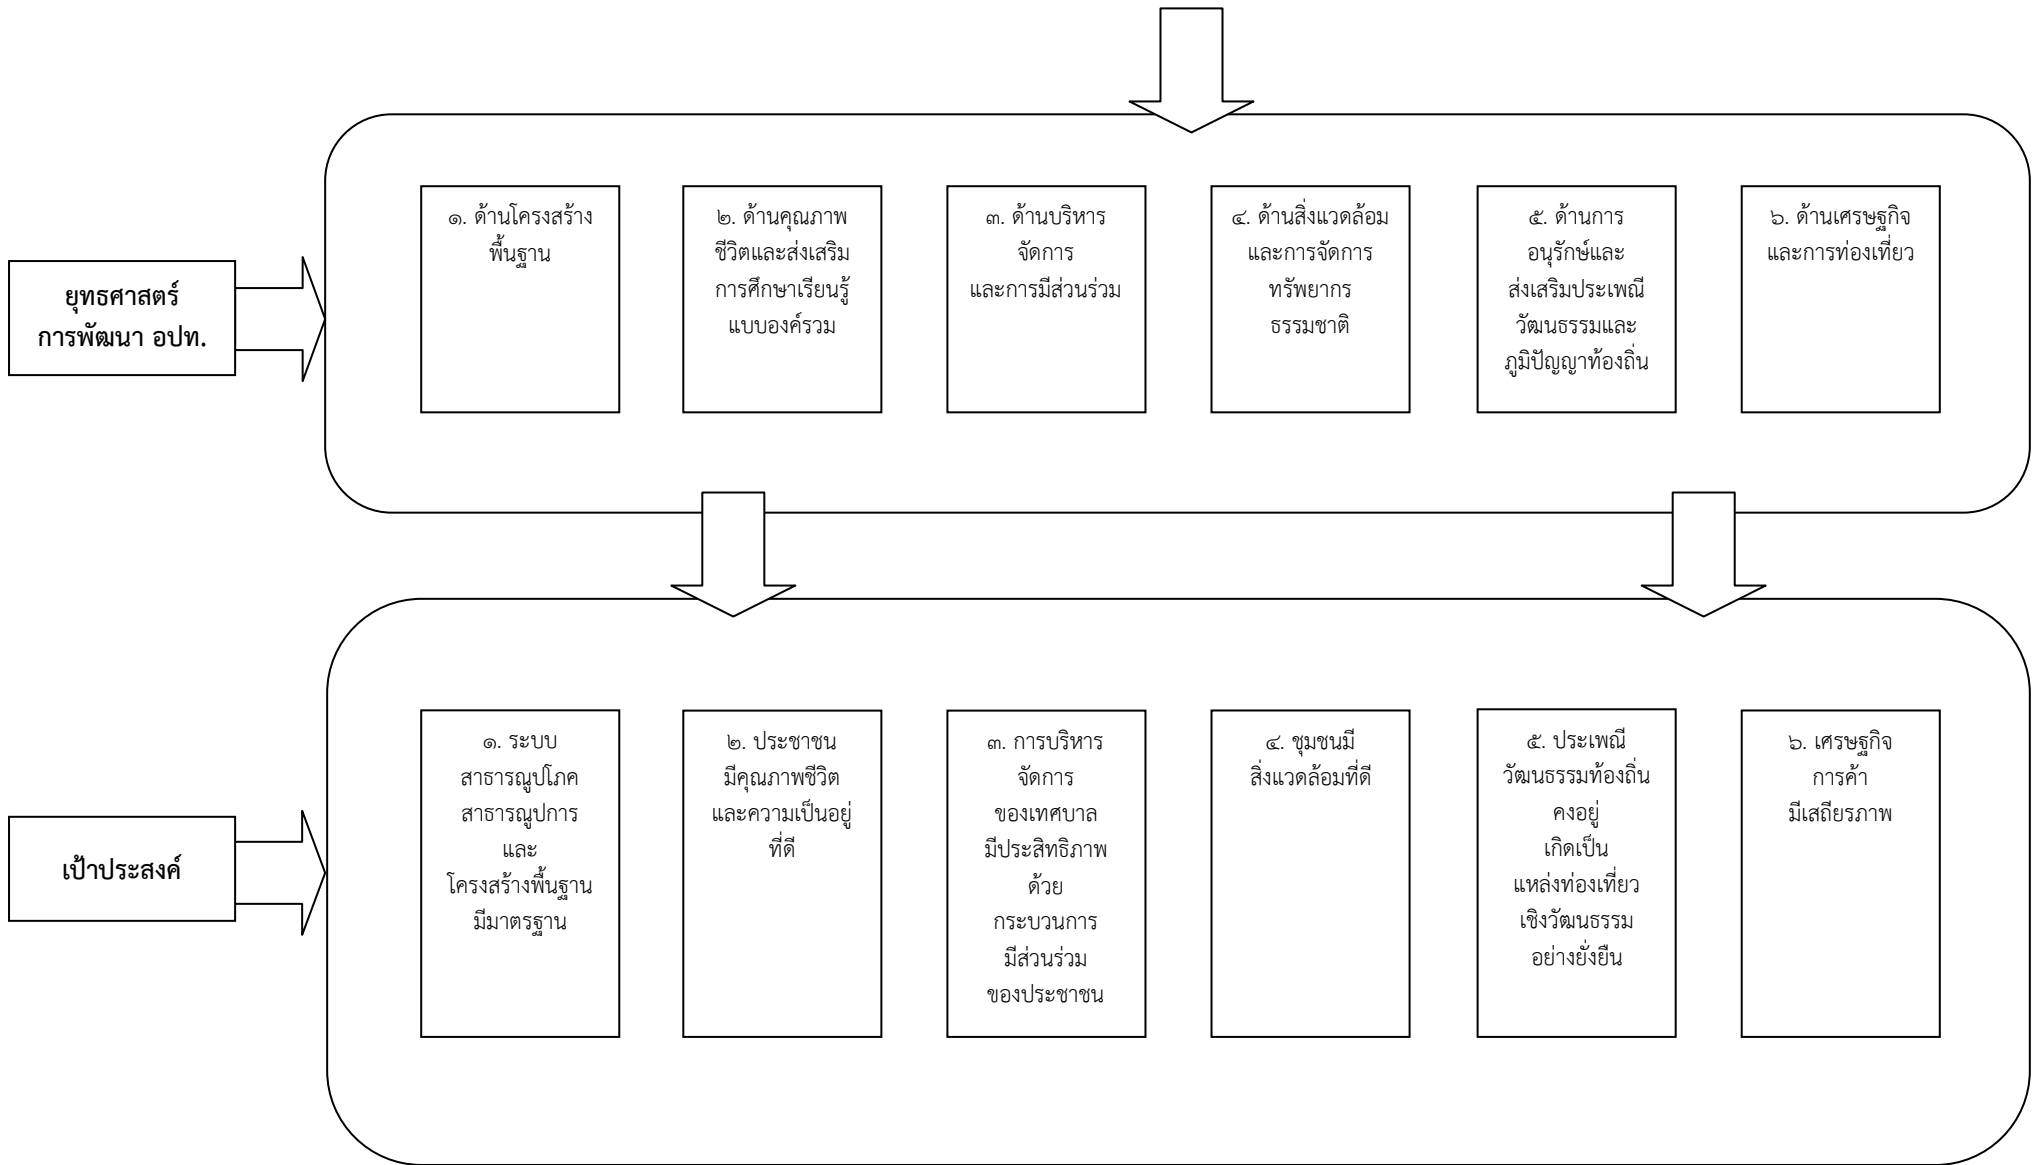 ยุทธศาสตร์
การพัฒนา อปท.
๑. ด้านโครงสร้าง
พื้นฐาน
๒. ด้านคุณภาพ
ชีวิตและส่งเสริม
การศึกษาเรียนรู้
แบบองค์รวม
๓. ด้านบริหาร
จัดการ
และการมีส่วนร่วม
๔. ด้านสิ่งแวดล้อม
และการจัดการ
ทรัพยากร
ธรรมชาติ
๕. ด้านการ
อนุรักษ์และ
ส่งเสริมประเพณี
วัฒนธรรมและ
ภูมิปัญญาท้องถิ่น
๖. ด้านเศรษฐกิจ
และการท่องเที่ยว
เป้าประสงค์
๑. ระบบ
สาธารณูปโภค
สาธารณูปการ
และ
โครงสร้างพื้นฐาน
มีมาตรฐาน
๒. ประชาชน
มีคุณภาพชีวิต
และความเป็นอยู่
ที่ดี
๓. การบริหาร
จัดการ
ของเทศบาล
มีประสิทธิภาพ
ด้วย
กระบวนการ
มีส่วนร่วม
ของประชาชน
๔. ชุมชนมี
สิ่งแวดล้อมที่ดี
๕. ประเพณี
วัฒนธรรมท้องถิ่น
คงอยู่
เกิดเป็น
แหล่งท่องเที่ยว
เชิงวัฒนธรรม
อย่างยั่งยืน
๖. เศรษฐกิจ
การค้า
มีเสถียรภาพ